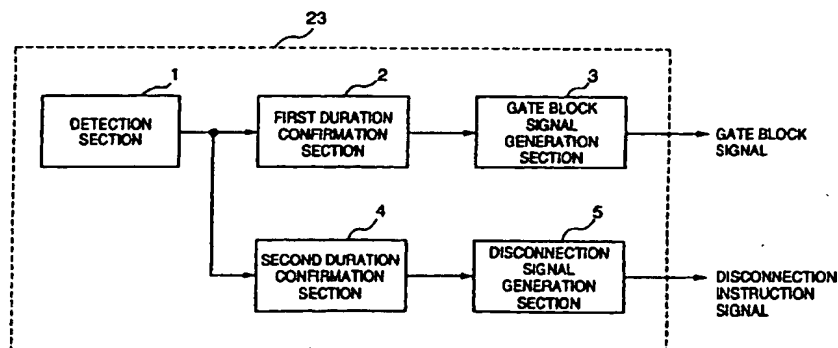 23
1
DETECTION
SECTION
2
FIRST DURATION
CONFIRMATION
SECTION
3
GATE BLOCK
SIGNAL
GENERATION
SECTION
GATE BLOCK
SIGNAL
4
SECOND DURATION
CONFIRMATION
SECTION
5
DISCONNECTION
SIGNAL
GENERATION
SECTION
DISCONNECTION
INSTRUCTION
SIGNAL